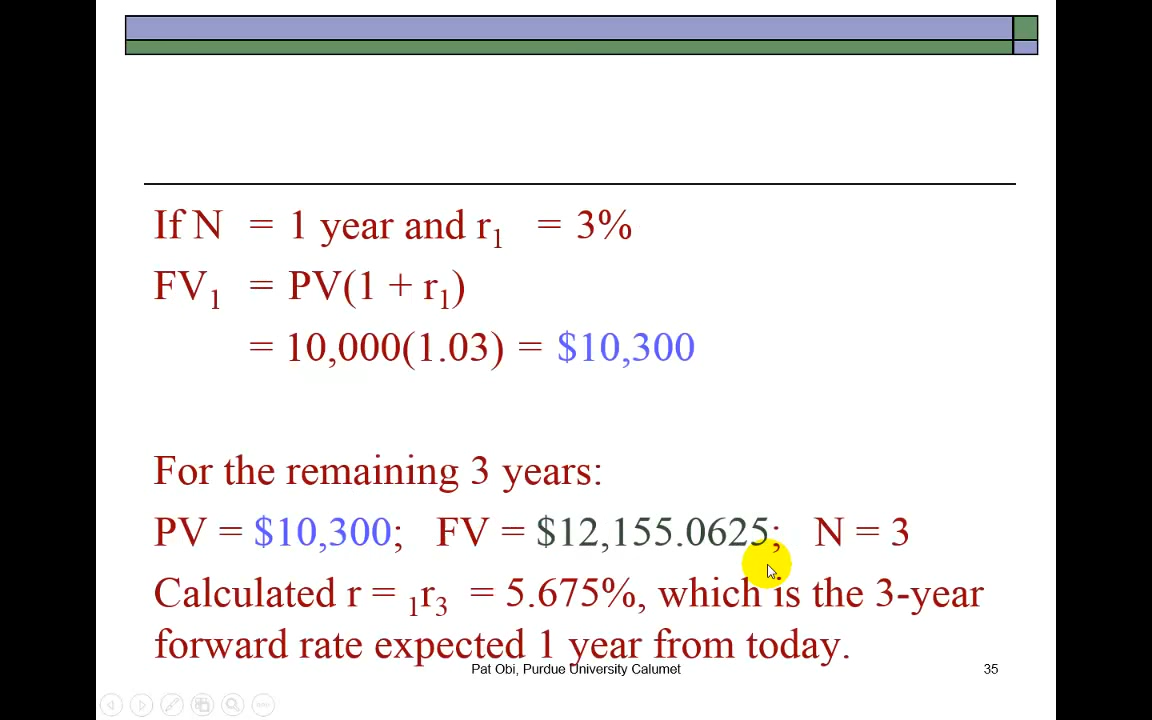 If N = 1 year and r1 = 3%
FV1 = PV(1 + r1)
= 10,000(1.03) = $10,300
For the remaining 3 years:
PV = $10,300; FV = $12,155.0625; N = 3
Calculated r = 1r3 = 5.675%, which is the 3-year
forward rate expected 1 year from today.
Pat Obi, Purdue University Calumet 35